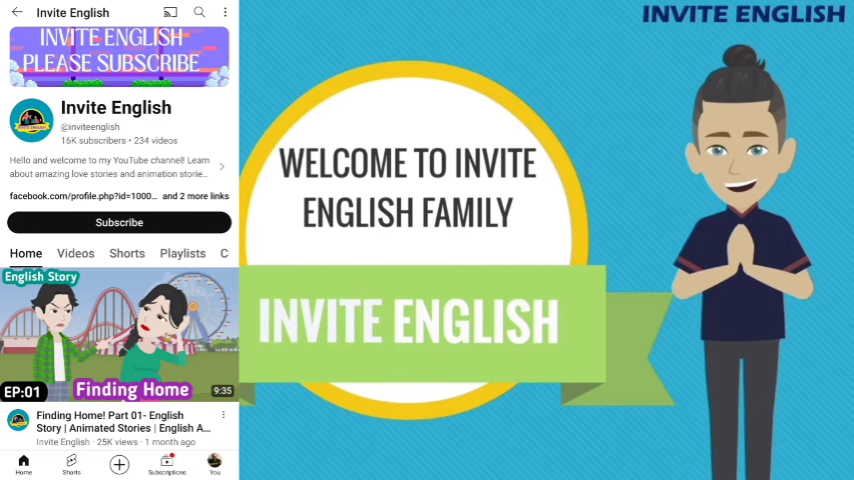 Invite English
INVITE ENGLISH
PLEASE SUBSCRIBE
Invite English
@inviteenglish
16K subscribers • 234 videos
Hello and welcome to my YouTube channel! Learn
about amazing love stories and animation storie...
facebook.com/profile.php?id=1000... and 2 more links
Subscribe
Home Videos Shorts Playlists C
English Story
EP:01
Finding Home
9:35
Finding Home! Part 01- English
Story | Animated Stories | English A...
Invite English · 25K views · 1 month ago
Home Shorts Subscriptions You
INVITE ENGLISH
WELCOME TO INVITE
ENGLISH FAMILY
INVITE ENGLISH